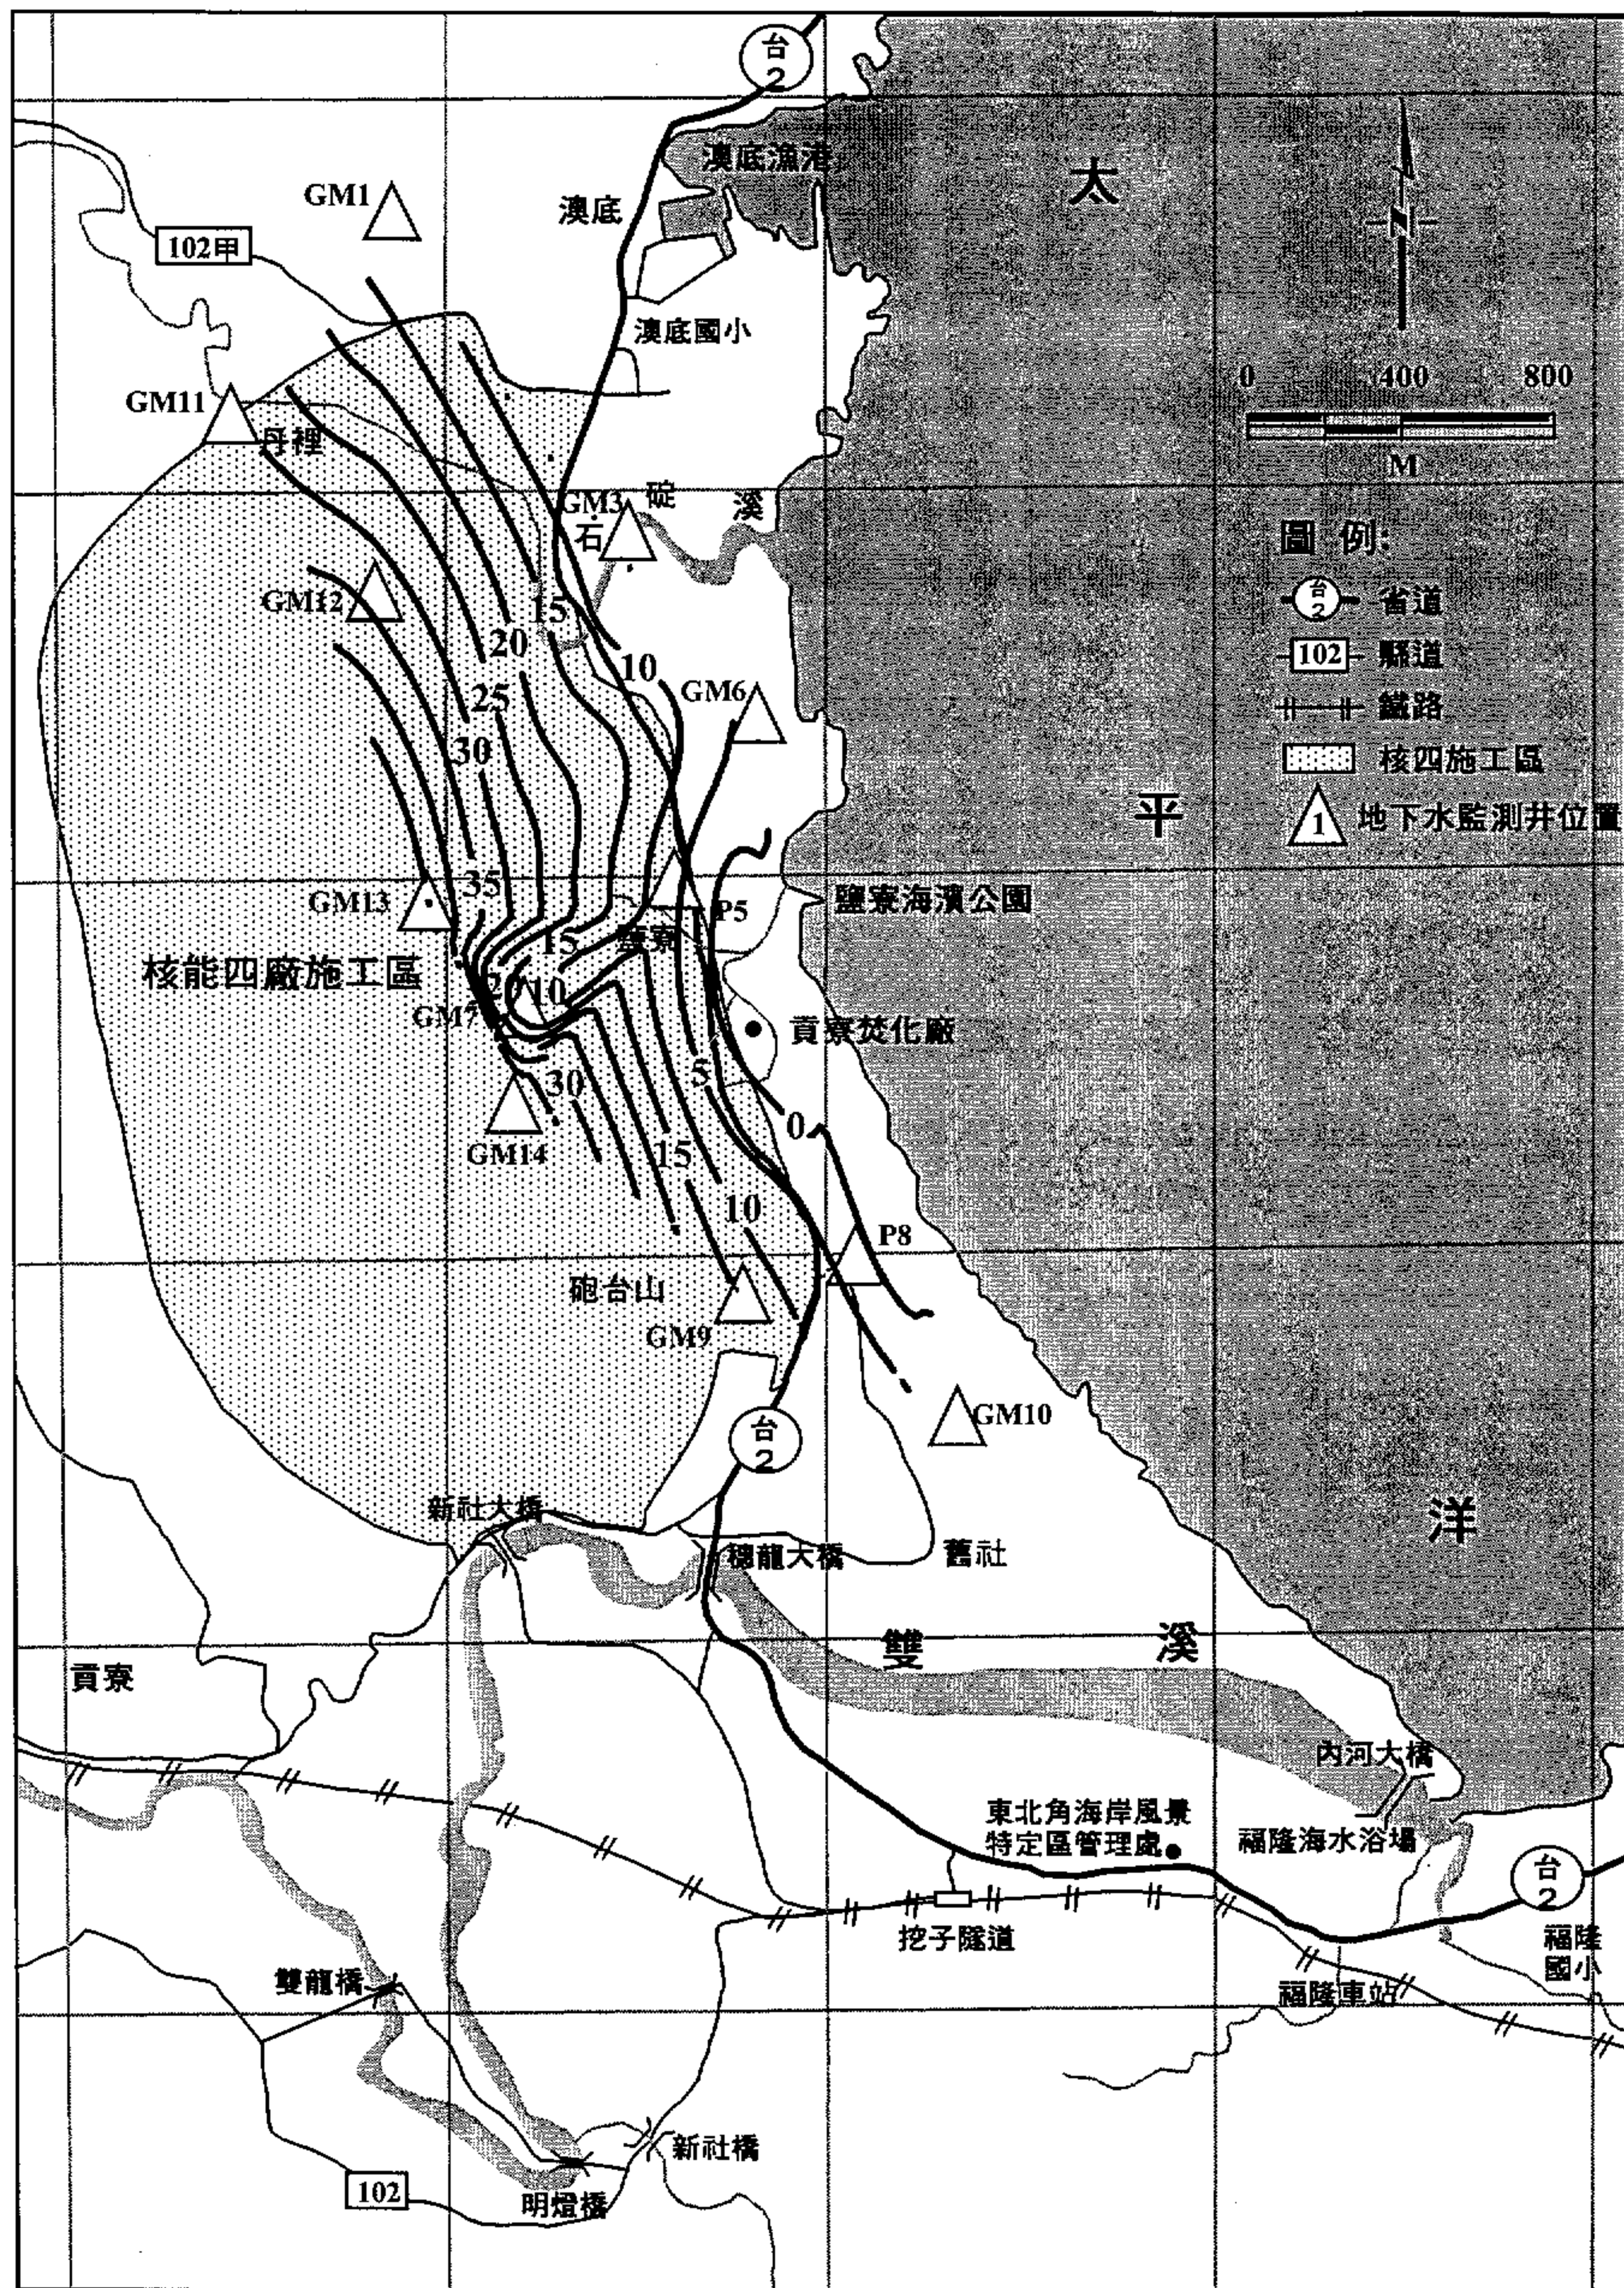 台
2
澳底漁港
太
GM1
澳底
N
102甲
澳底國小
0 400 800
M
GM11
丹裡
GM3
碇
溪
石
圖 例:
台
2
省道
GM12
15
20
102
縣道
10
GM6
25
鐵路
30
核四施工區
平
1
地下水監測井位置
35
GM13
P5
鹽寮海濱公園
15
鹽寮
核能四廠施工區
20
10
GM7
貢寮焚化廠
5
30
0
GM14
15
10
P8
砲台山
GM9
GM10
台
2
新社大橋
洋
舊社
雙
溪
貢寮
內河大橋
東北角海岸風景
特定區管理處
福隆海水浴場
台
2
挖子隧道
福隆
國小
雙龍橋
福隆車站
新社橋
102
明燈橋